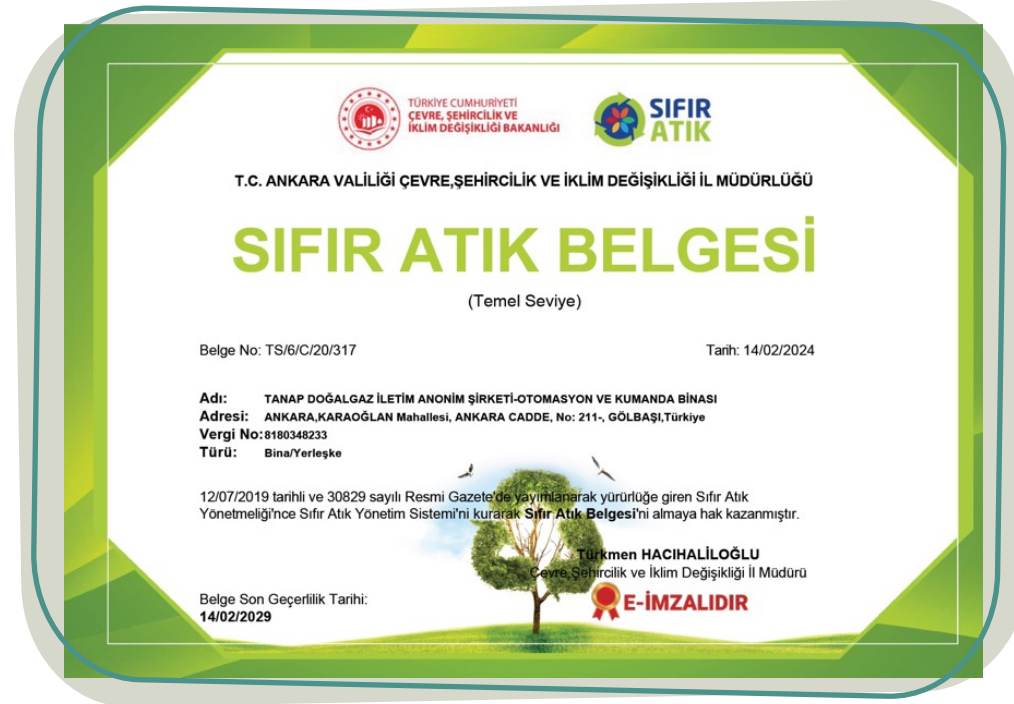 TÜRKİYE CUMHURİYETİ
ÇEVRE, ŞEHİRCİLİK VE
İKLİM DEĞİŞİKLİĞİ BAKANLIĞI
SIFIR
ATIK
T.C. ANKARA VALİLİĞİ ÇEVRE,ŞEHİRCİLİK VE İKLİM DEĞİŞİKLİĞİ İL MÜDÜRLÜĞÜ
SIFIR ATIK BELGESİ
(Temel Seviye)
Belge No: TS/6/C/20/317
Tarih: 14/02/2024
Adı: TANAP DOĞALGAZ İLETİM ANONİM ŞİRKETİ-OTOMASYON VE KUMANDA BİNASI
Adresi: ANKARA,KARAOĞLAN Mahallesi, ANKARA CADDE, No: 211-, GÖLBAŞI,Türkiye
Vergi No:8180348233
Türü: Bina/Yerleşke
12/07/2019 tarihli ve 30829 sayılı Resmi Gazete'de yayımlanarak yürürlüğe giren Sıfır Atık
Yönetmeliği'nce Sıfır Atık Yönetim Sistemi'ni kurarak Sıfır Atık Belgesi'ni almaya hak kazanmıştır.
Türkmen HACIHALİLOĞLU
Çevre,Şehircilik ve İklim Değişikliği İl Müdürü
E-İMZALIDIR
Belge Son Geçerlilik Tarihi:
14/02/2029